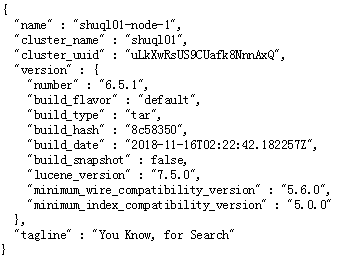 {
  "name" : "shuql01-node-1",
  "cluster_name" : "shuql01",
  "cluster_uuid" : "uLkXwRsUS9CUafk8NnnAxQ",
  "version" : {
    "number" : "6.5.1",
    "build_flavor" : "default",
    "build_type" : "tar",
    "build_hash" : "8c58350",
    "build_date" : "2018-11-16T02:22:42.182257Z",
    "build_snapshot" : false,
    "lucene_version" : "7.5.0",
    "minimum_wire_compatibility_version" : "5.6.0",
    "minimum_index_compatibility_version" : "5.0.0"
  },
  "tagline" : "You Know, for Search"
}